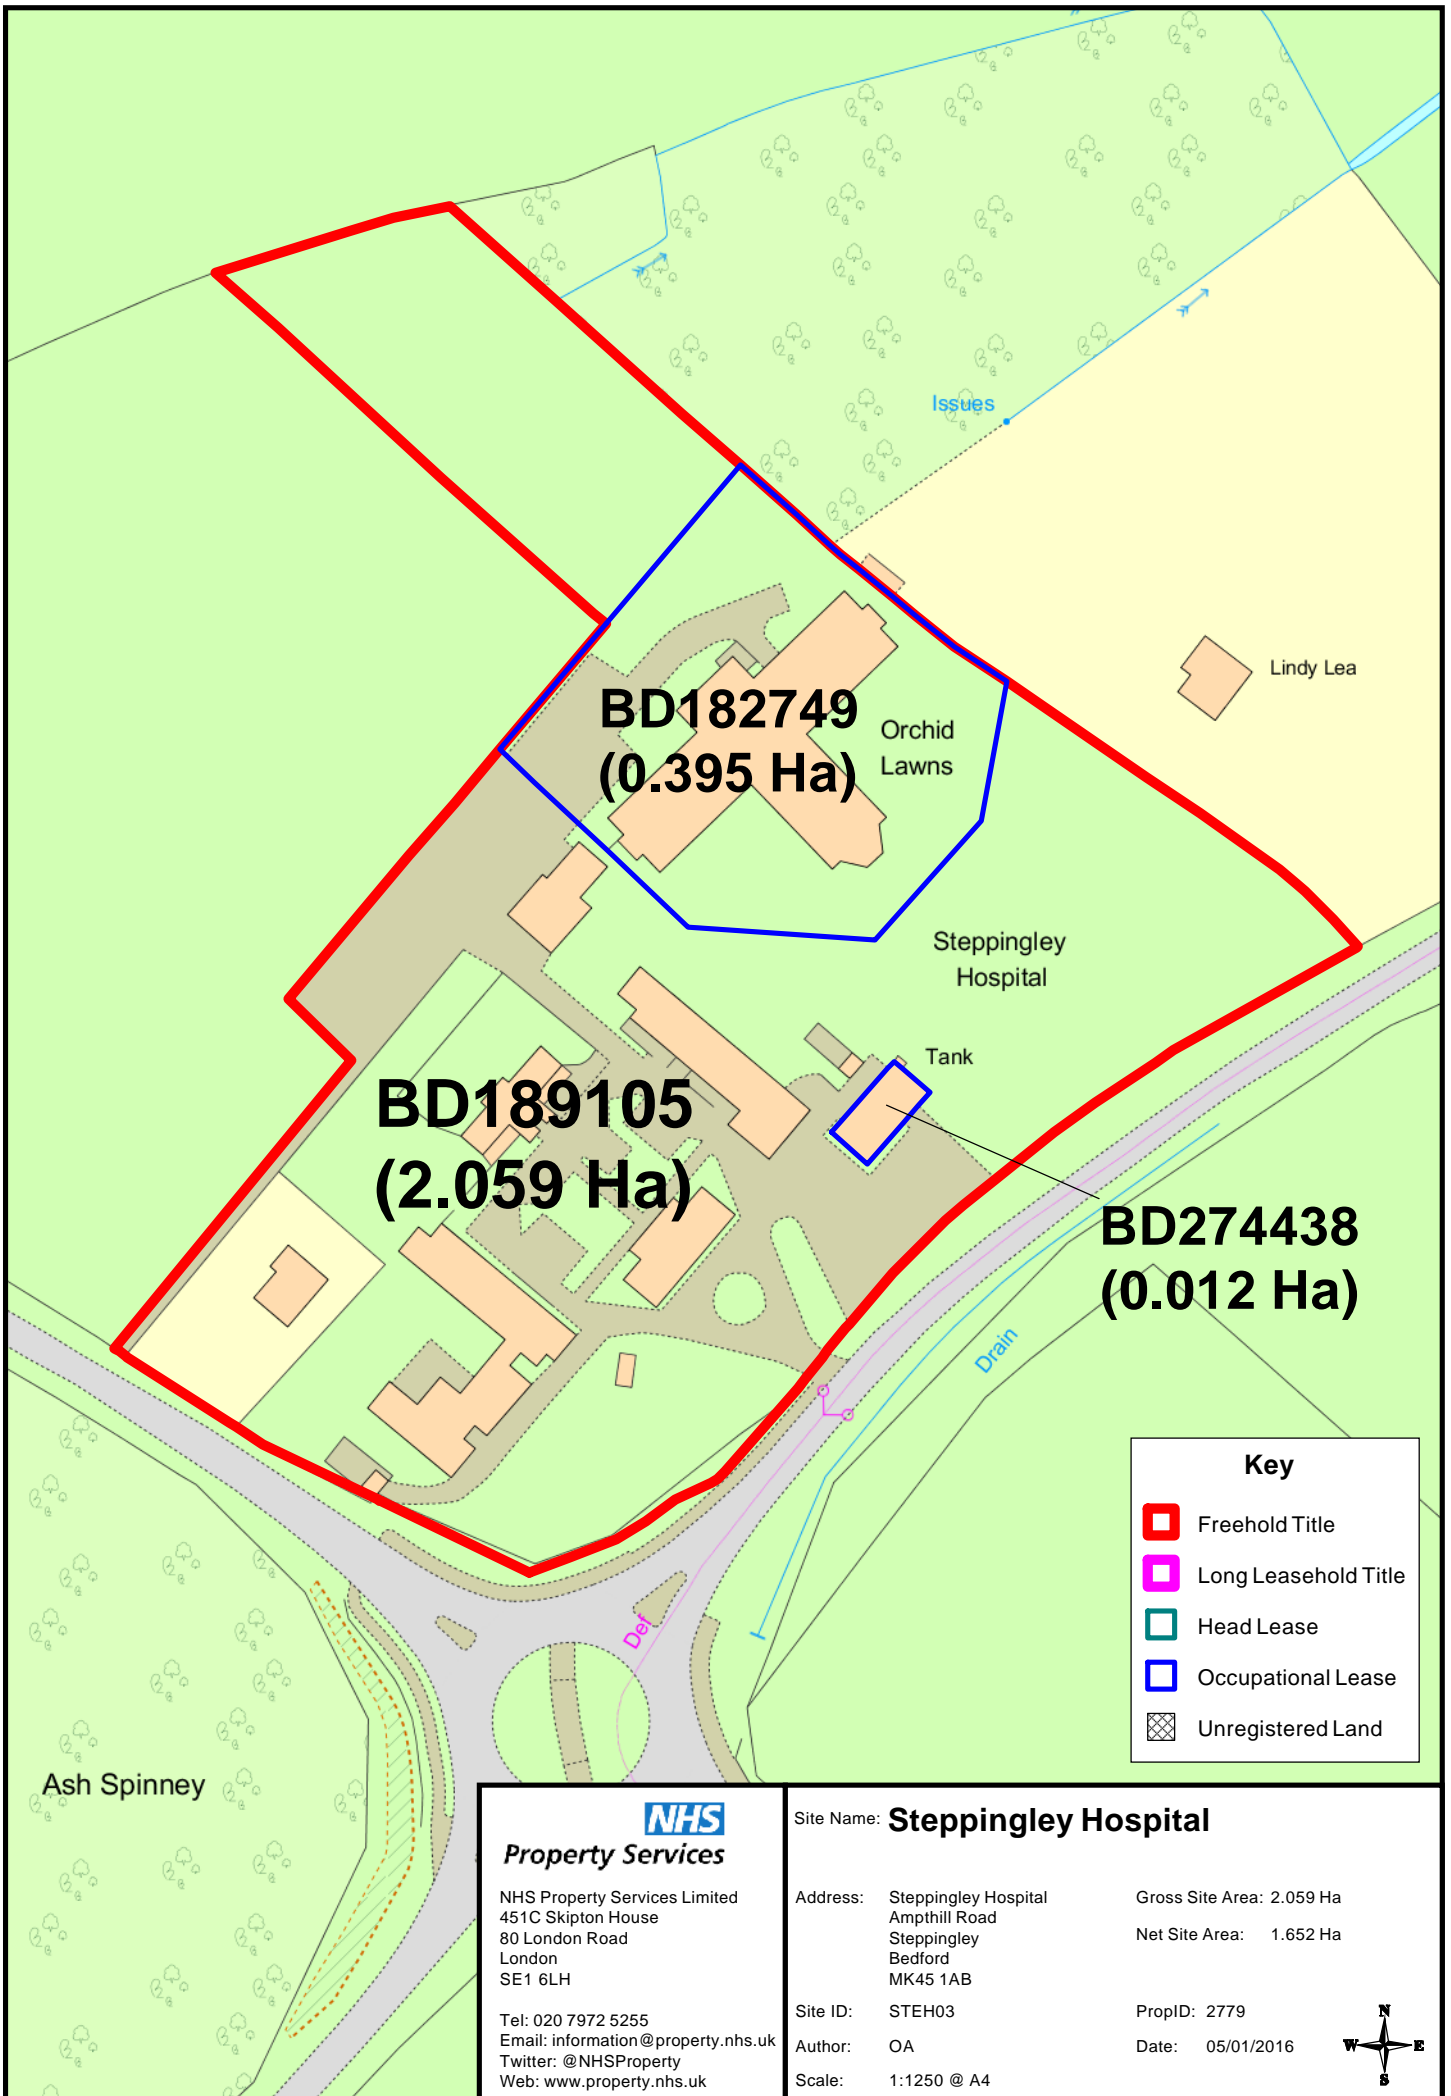 Issues
Lindy Lea
BD182749
(0.395 Ha)
Orchid
Lawns
Steppingley
Hospital
Tank
BD189105
(2.059 Ha)
BD274438
(0.012 Ha)
Drain
Def
Ash Spinney
Key
Freehold Title
Long Leasehold Title
Head Lease
Occupational Lease
Unregistered Land
NHS
Property Services
NHS Property Services Limited
451C Skipton House
80 London Road
London
SE1 6LH
Tel: 020 7972 5255
Email: information@property.nhs.uk
Twitter: @NHSProperty
Web: www.property.nhs.uk
Site Name: Steppingley Hospital
Address: Steppingley Hospital
Ampthill Road
Steppingley
Bedford
MK45 1AB
Gross Site Area: 2.059 Ha
Net Site Area: 1.652 Ha
Site ID: STEH03
PropID: 2779
Author: OA
Date: 05/01/2016
Scale: 1:1250 @ A4
N
W E
S